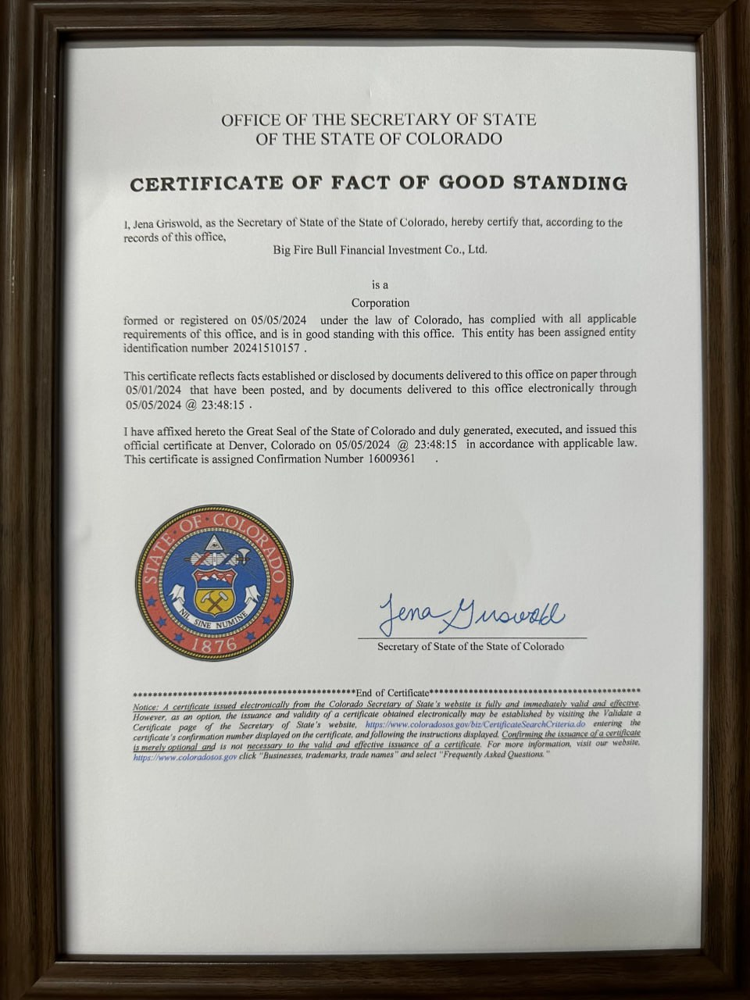 OFFICE OF THE SECRETARY OF STATE
OF THE STATE OF COLORADO
CERTIFICATE OF FACT OF GOOD STANDING
I, Jena Griswold, as the Secretary of State of the State of Colorado, hereby certify that, according to the
records of this office,
Big Fire Bull Financial Investment Co., Ltd.
is a
Corporation
formed or registered on 05/05/2024 under the law of Colorado, has complied with all applicable
requirements of this office, and is in good standing with this office. This entity has been assigned entity
identification number 20241510157 .
This certificate reflects facts established or disclosed by documents delivered to this office on paper through
05/01/2024 that have been posted, and by documents delivered to this office electronically through
05/05/2024 @ 23:48:15 .
I have affixed hereto the Great Seal of the State of Colorado and duly generated, executed, and issued this
official certificate at Denver, Colorado on 05/05/2024 @ 23:48:15 in accordance with applicable law.
This certificate is assigned Confirmation Number 16009361 .
STATE OF COLORADO
NIL SINE NUMINE
1876
Jena Griswold
Secretary of State of the State of Colorado
*********************************************End of Certificate*******************************************
Notice: A certificate issued electronically from the Colorado Secretary of State's website is fully and immediately valid and effective.
However, as an option, the issuance and validity of a certificate obtained electronically may be established by visiting the Validate a
Certificate page of the Secretary of State's website, https://www.coloradosos.gov/biz/CertificateSearchCriteria.do entering the
certificate's confirmation number displayed on the certificate, and following the instructions displayed. Confirming the issuance of a certificate
is merely optional and is not necessary to the valid and effective issuance of a certificate. For more information, visit our website,
https://www.coloradosos.gov click "Businesses, trademarks, trade names" and select "Frequently Asked Questions."